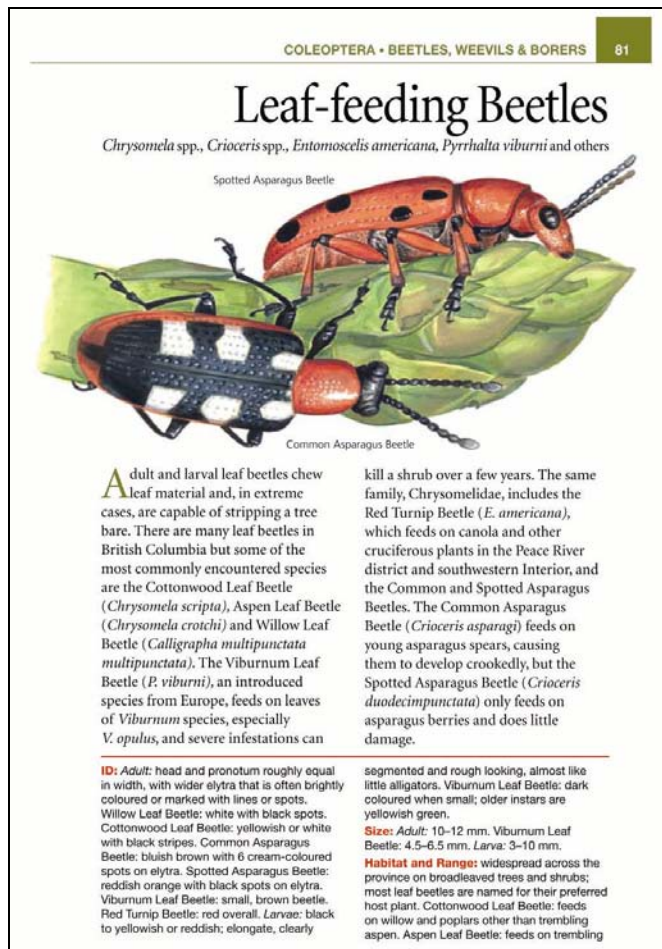 COLEOPTERA • BEETLES, WEEVILS & BORERS 81
Leaf-feeding Beetles
Chrysomela spp., Crioceris spp., Entomoscelis americana, Pyrrhalta viburni and others
Spotted Asparagus Beetle
Common Asparagus Beetle
Adult and larval leaf beetles chew
leaf material and, in extreme
cases, are capable of stripping a tree
bare. There are many leaf beetles in
British Columbia but some of the
most commonly encountered species
are the Cottonwood Leaf Beetle
(Chrysomela scripta), Aspen Leaf Beetle
(Chrysomela crotchi) and Willow Leaf
Beetle (Calligrapha multipunctata
multipunctata). The Viburnum Leaf
Beetle (P. viburni), an introduced
species from Europe, feeds on leaves
of Viburnum species, especially
V. opulus, and severe infestations can
kill a shrub over a few years. The same
family, Chrysomelidae, includes the
Red Turnip Beetle (E. americana),
which feeds on canola and other
cruciferous plants in the Peace River
district and southwestern Interior, and
the Common and Spotted Asparagus
Beetles. The Common Asparagus
Beetle (Crioceris asparagi) feeds on
young asparagus spears, causing
them to develop crookedly, but the
Spotted Asparagus Beetle (Crioceris
duodecimpunctata) only feeds on
asparagus berries and does little
damage.
ID: Adult: head and pronotum roughly equal
in width, with wider elytra that is often brightly
coloured or marked with lines or spots.
Willow Leaf Beetle: white with black spots.
Cottonwood Leaf Beetle: yellowish or white
with black stripes. Common Asparagus
Beetle: bluish brown with 6 cream-coloured
spots on elytra. Spotted Asparagus Beetle:
reddish orange with black spots on elytra.
Viburnum Leaf Beetle: small, brown beetle.
Red Turnip Beetle: red overall. Larvae: black
to yellowish or reddish; elongate, clearly
segmented and rough looking, almost like
little alligators. Viburnum Leaf Beetle: dark
coloured when small; older instars are
yellowish green.
Size: Adult: 10–12 mm. Viburnum Leaf
Beetle: 4.5–6.5 mm. Larva: 3–10 mm.
Habitat and Range: widespread across the
province on broadleaved trees and shrubs;
most leaf beetles are named for their preferred
host plant. Cottonwood Leaf Beetle: feeds
on willow and poplars other than trembling
aspen. Aspen Leaf Beetle: feeds on trembling